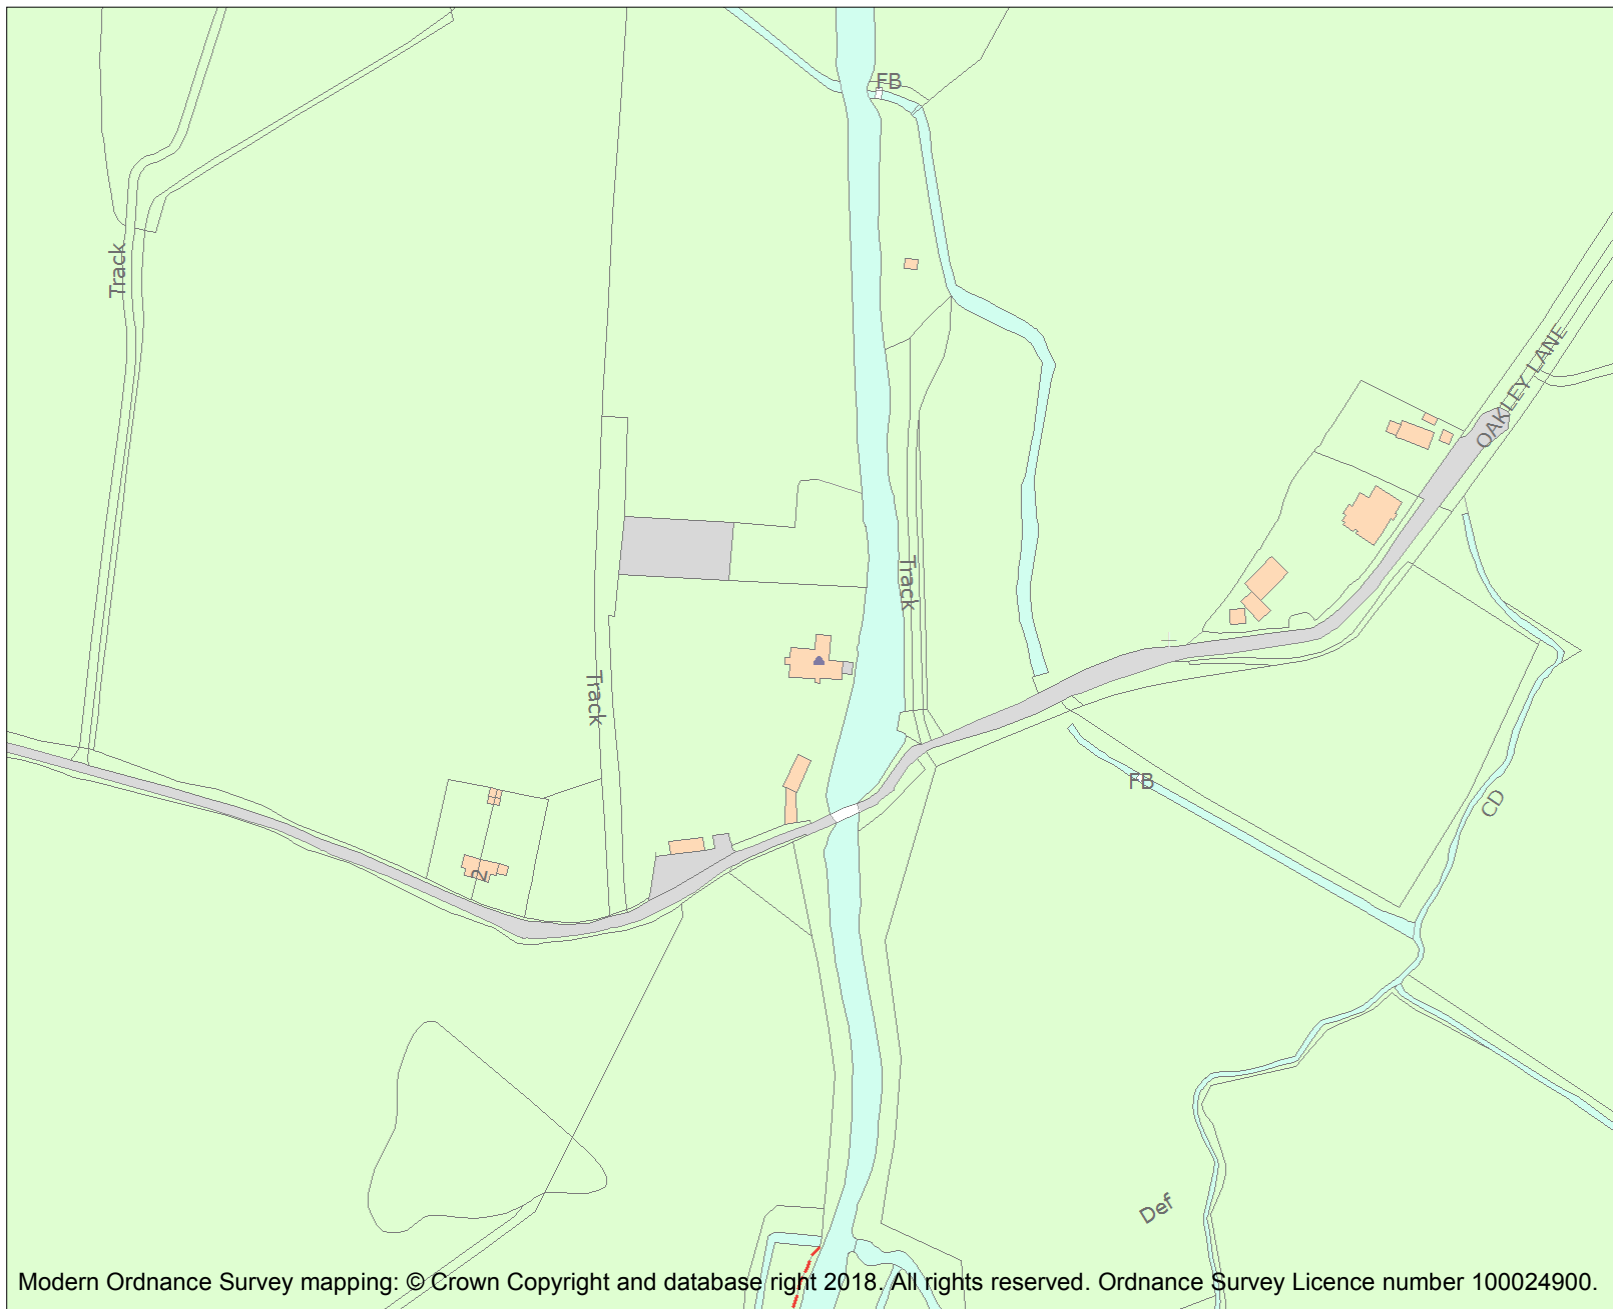 FB
Track
OAKLEY LANE
Track
Track
FB
CD
2
Def
Modern Ordnance Survey mapping: © Crown Copyright and database right 2018. All rights reserved. Ordnance Survey Licence number 100024900.